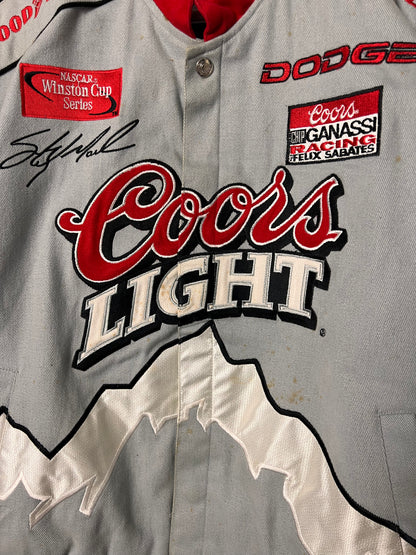 NASCAR
Winston Cup
Series
DODGE
Coors
CHIP GANASSI
RACING
W/FELIX SABATES
Coors
LIGHT
®